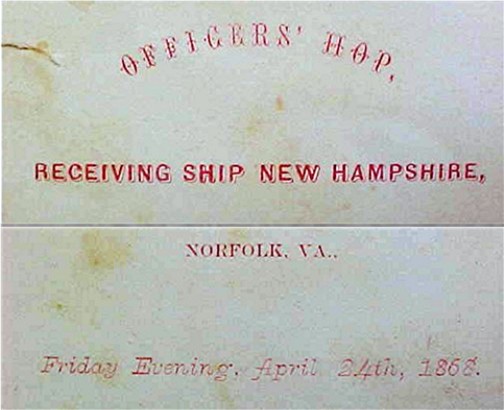 OFFICERS' HOP,
RECEIVING SHIP NEW HAMPSHIRE,
NORFOLK, VA.,
Friday Evening, April 24th, 1868.